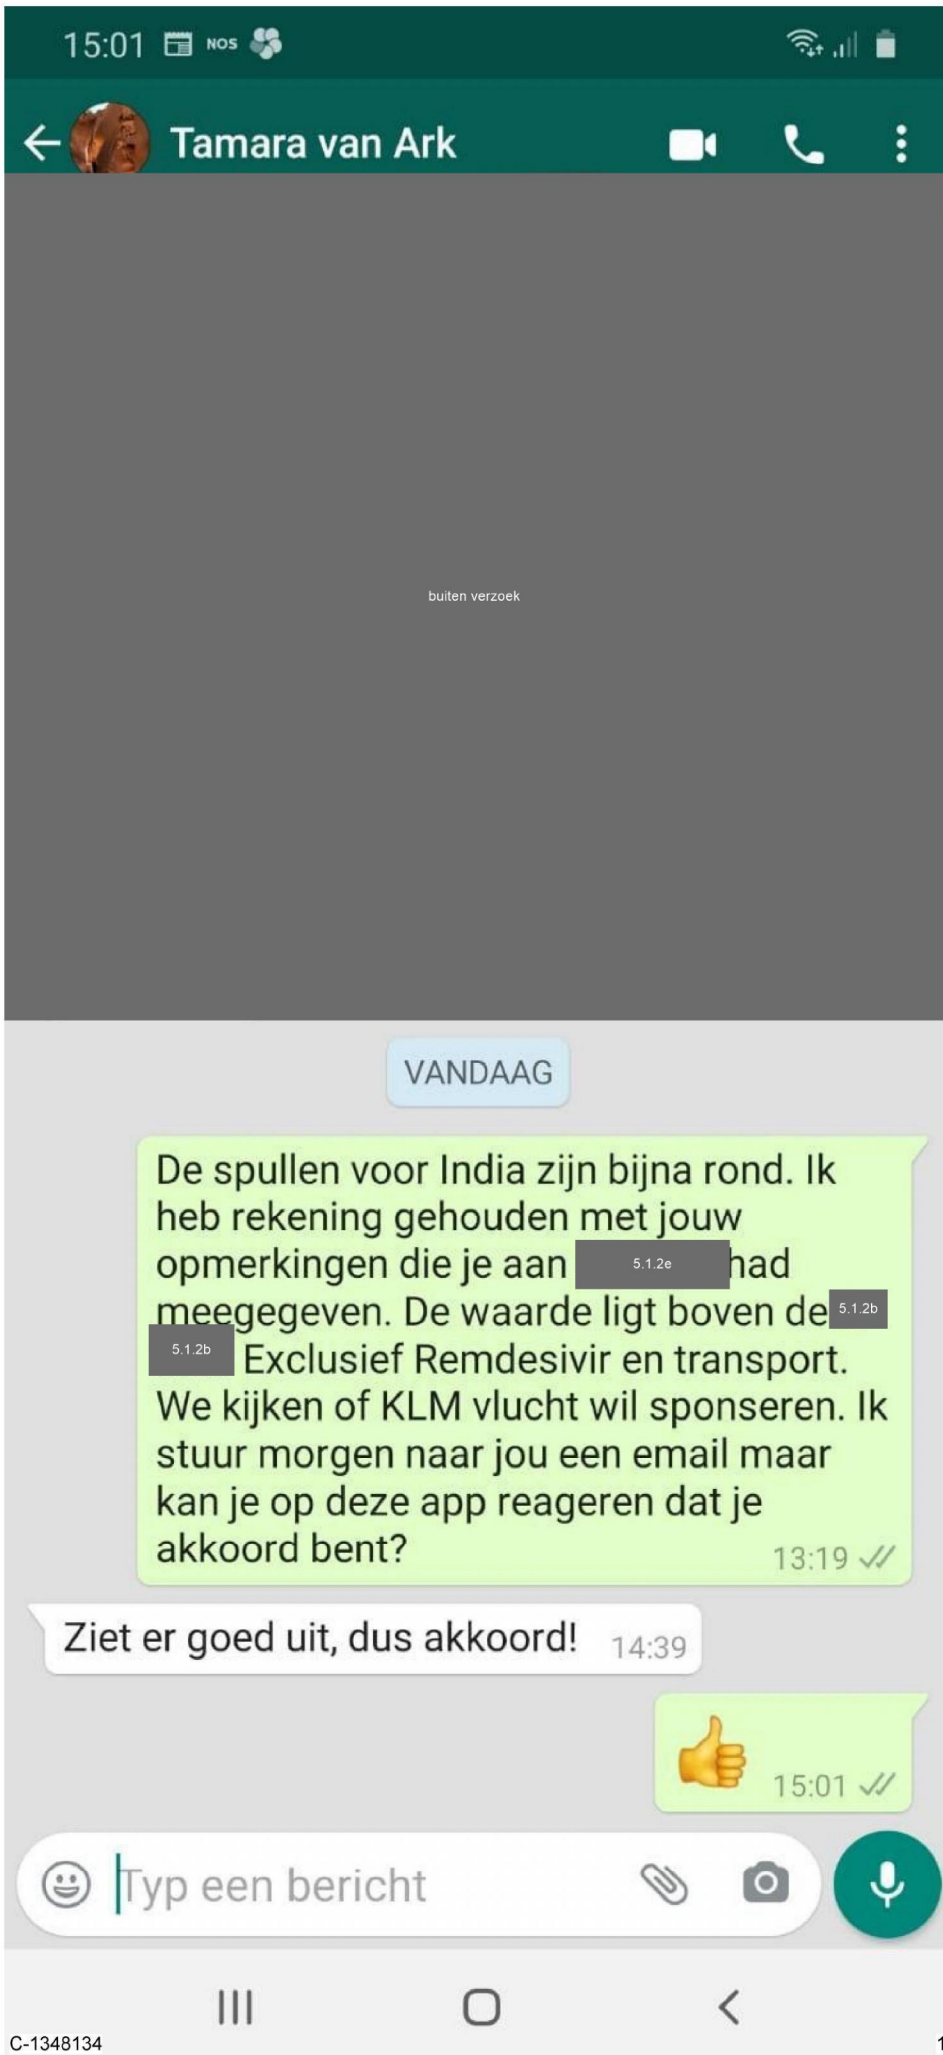 15:01 NOS
Tamara van Ark
buiten verzoek
VANDAAG
De spullen voor India zijn bijna rond. Ik
heb rekening gehouden met jouw
opmerkingen die je aan 5.1.2e had
meegegeven. De waarde ligt boven de 5.1.2b
5.1.2b Exclusief Remdesivir en transport.
We kijken of KLM vlucht wil sponseren. Ik
stuur morgen naar jou een email maar
kan je op deze app reageren dat je
akkoord bent?
13:19
Ziet er goed uit, dus akkoord! 14:39
15:01
Typ een bericht
C-1348134 1